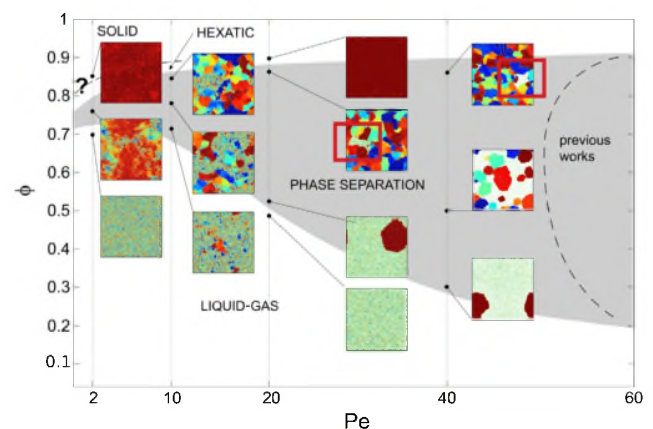 1
SOLID
HEXATIC
0.9
?
0.8
0.7
previous
works
ϕ
PHASE SEPARATION
0.6
0.5
0.4
0.3
LIQUID-GAS
0.2
0.1
2
10
20
40
60
Pe